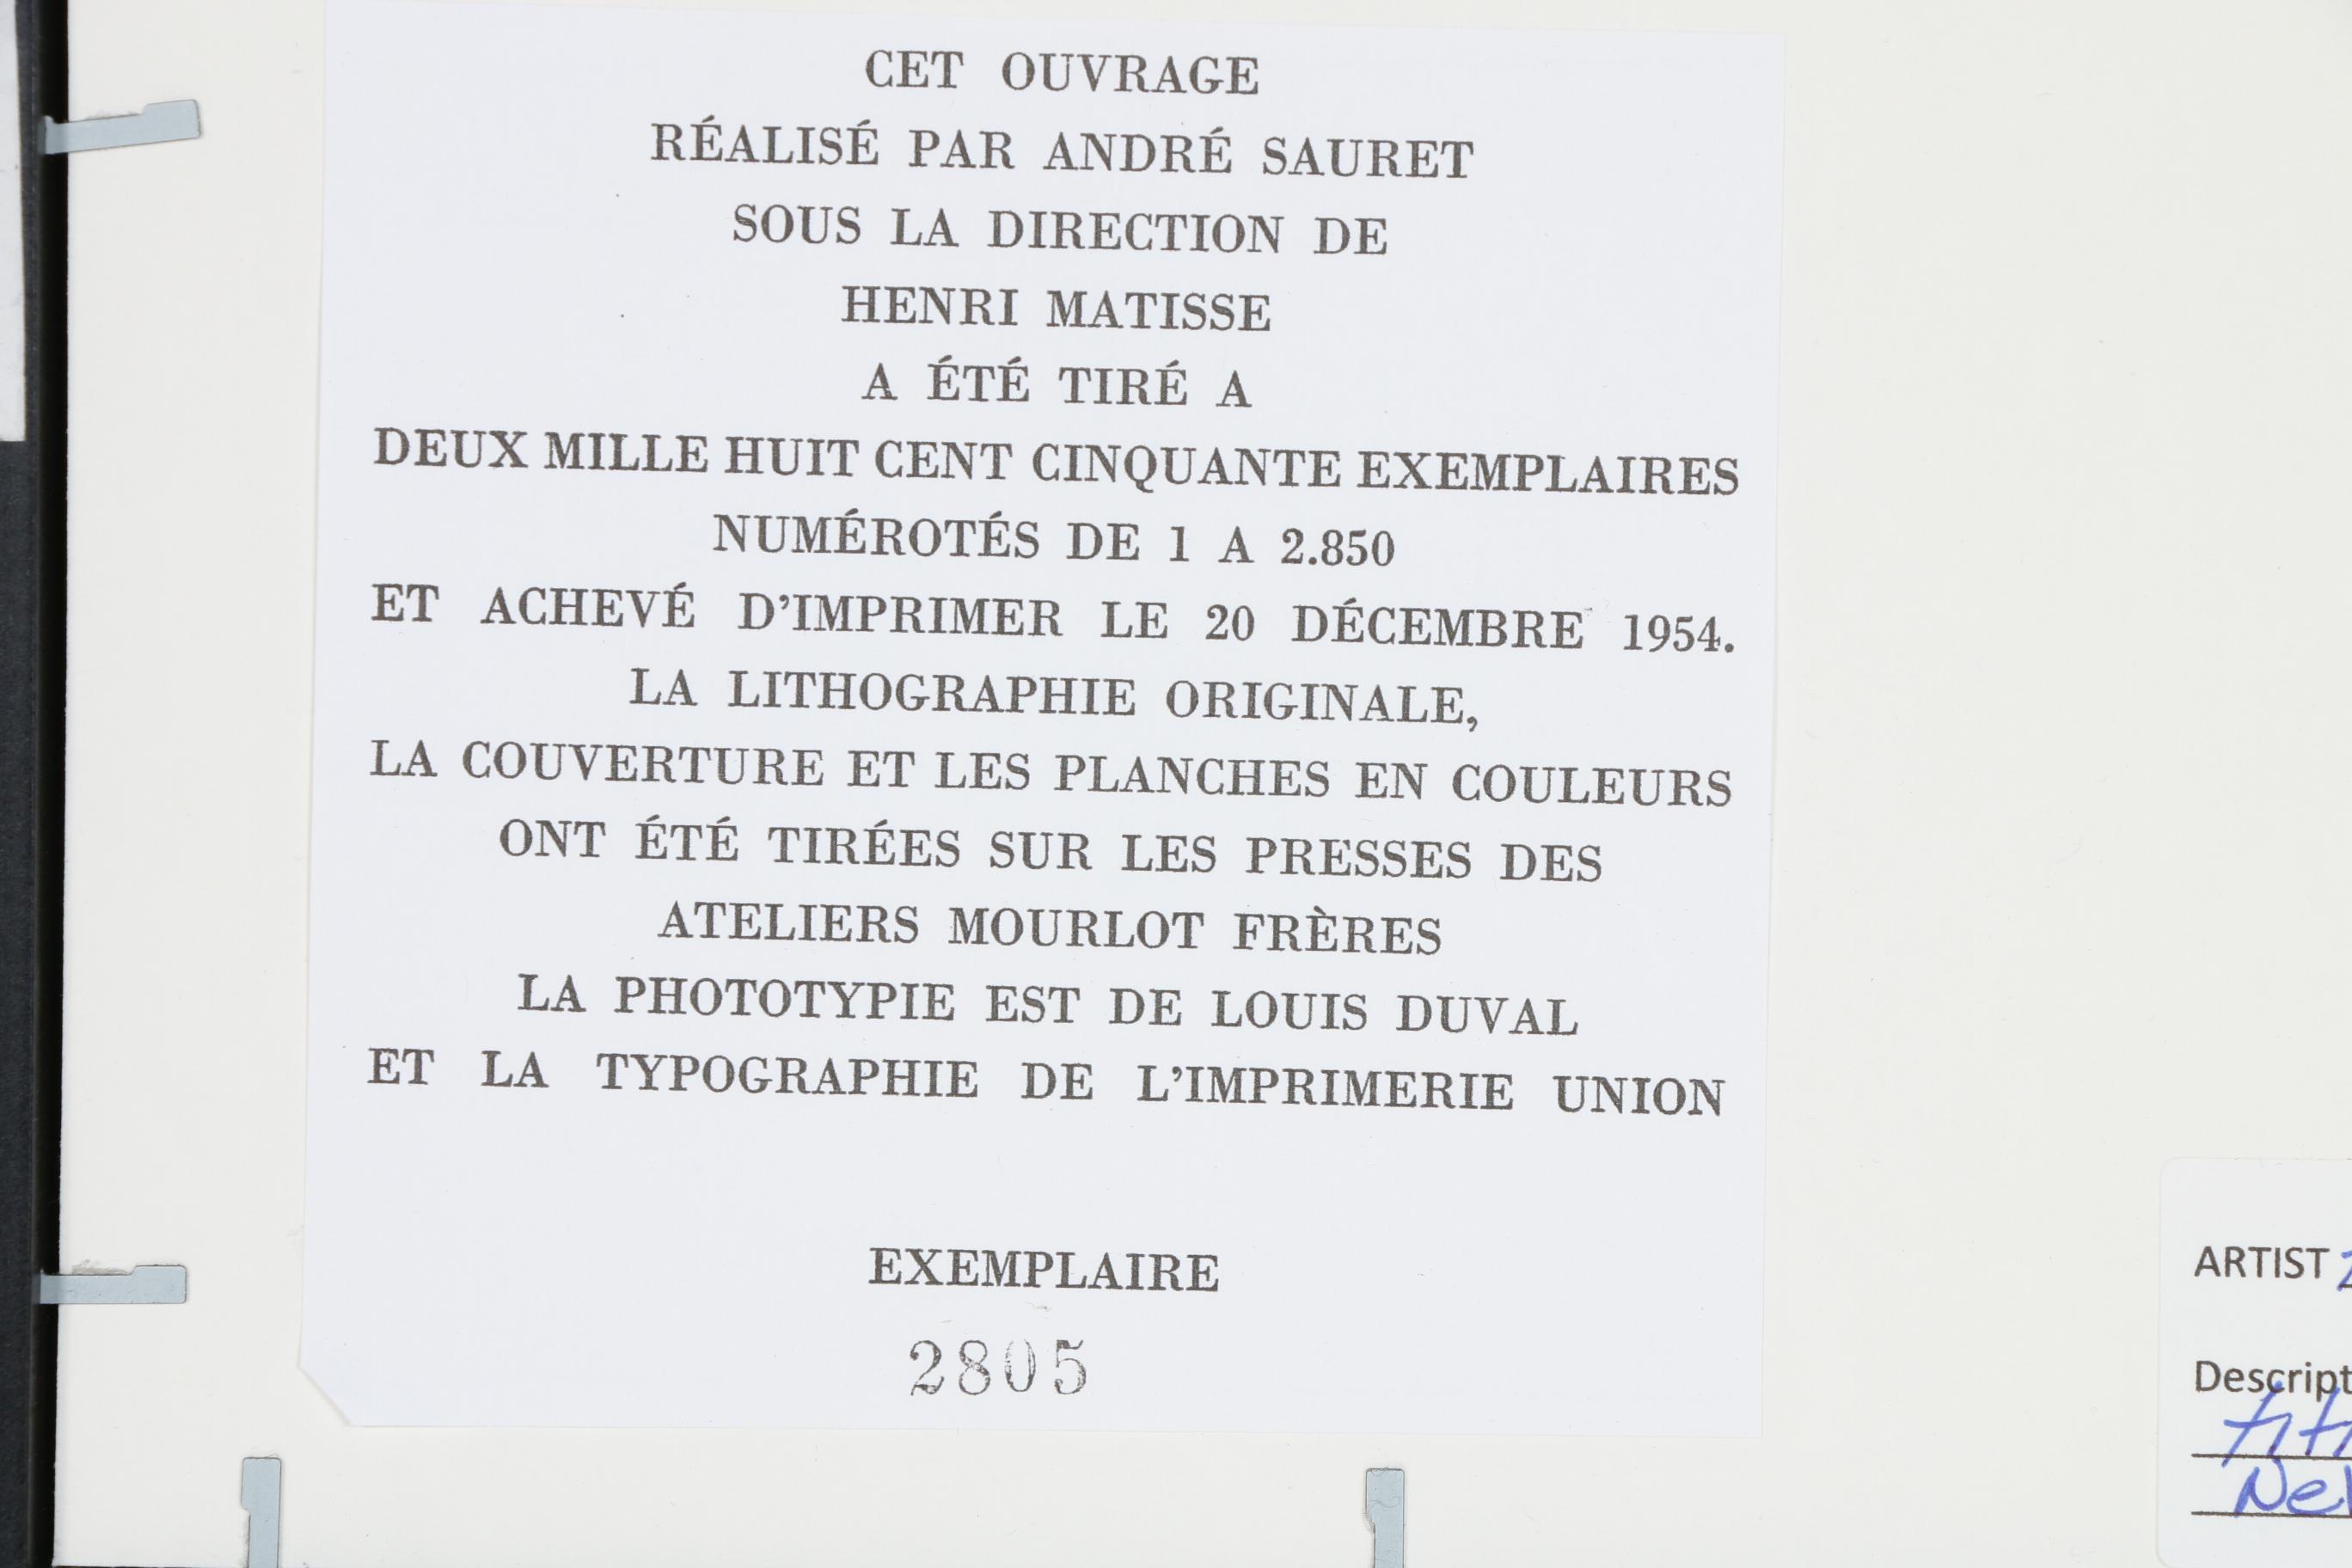 CET OUVRAGE
RÉALISÉ PAR ANDRÉ SAURET
SOUS LA DIRECTION DE
HENRI MATISSE
A ÉTÉ TIRÉ A
DEUX MILLE HUIT CENT CINQUANTE EXEMPLAIRES
NUMÉROTÉS DE 1 A 2.850
ET ACHEVÉ D'IMPRIMER LE 20 DÉCEMBRE 1954.
LA LITHOGRAPHIE ORIGINALE,
LA COUVERTURE ET LES PLANCHES EN COULEURS
ONT ÉTÉ TIRÉES SUR LES PRESSES DES
ATELIERS MOURLOT FRÈRES
LA PHOTOTYPIE EST DE LOUIS DUVAL
ET LA TYPOGRAPHIE DE L'IMPRIMERIE UNION
EXEMPLAIRE
2805
ARTIST
Descript